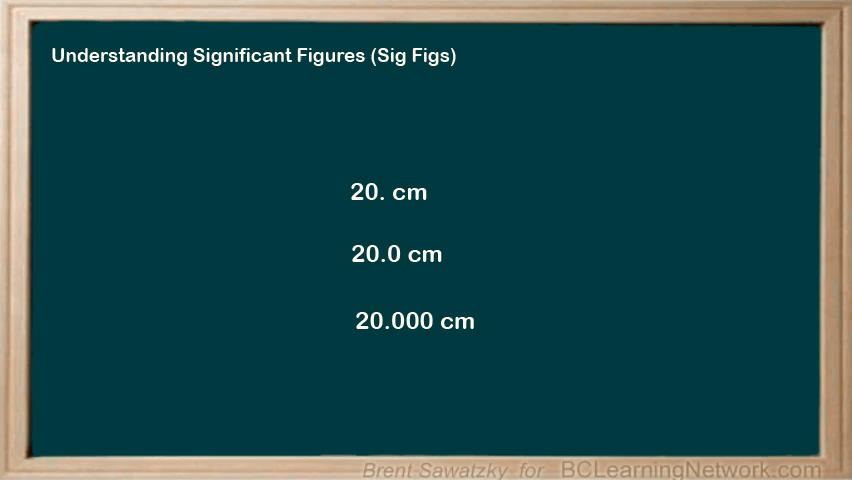 Understanding Significant Figures (Sig Figs)
20. cm
20.0 cm
20.000 cm
Brent Sawatzky for BCLearningNetwork.com